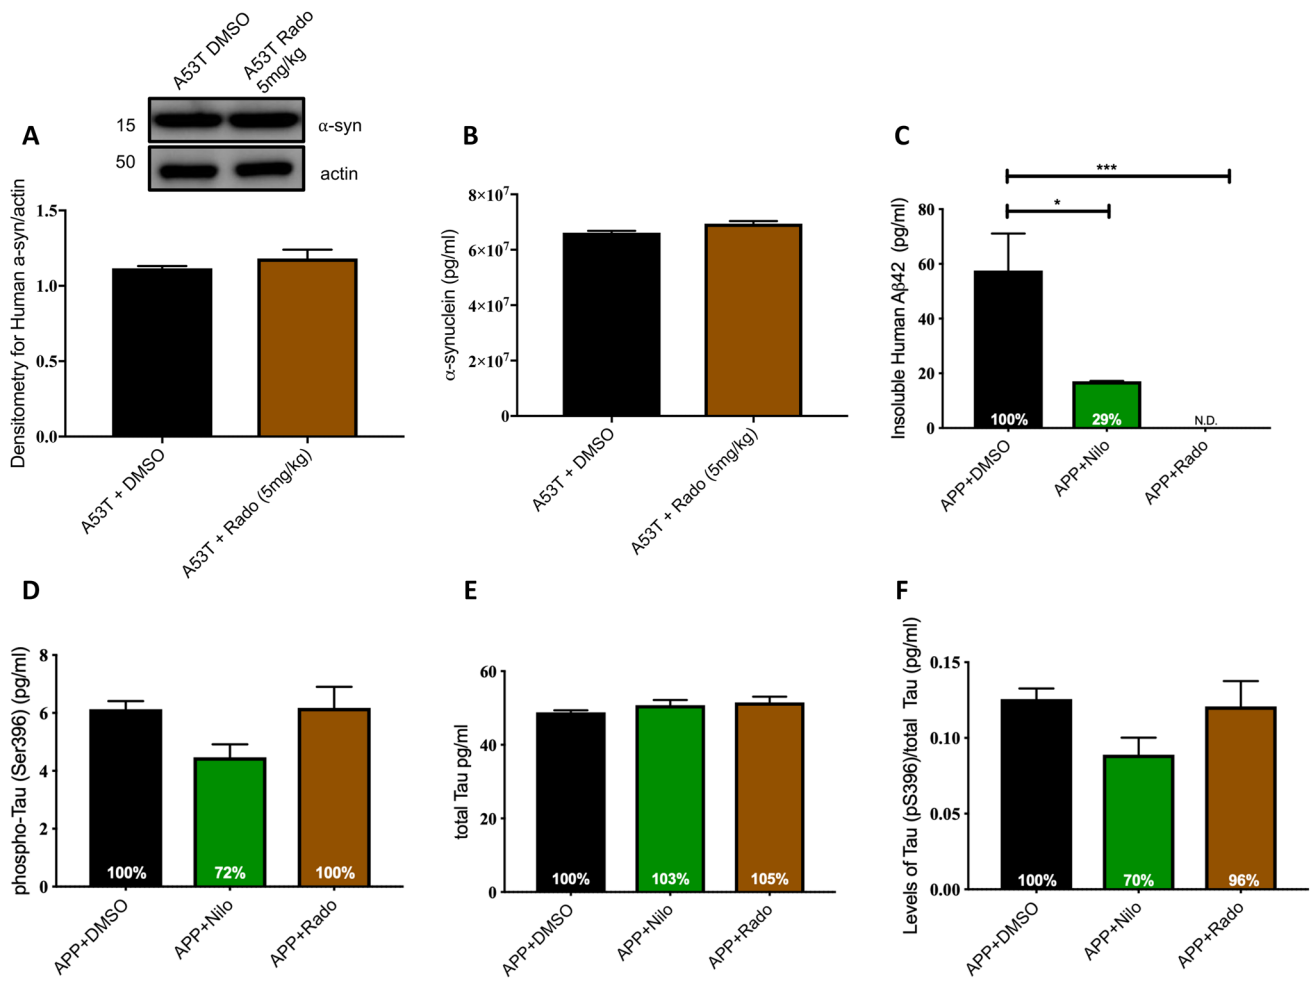 A53T DMSO
A53T Rado
5mg/kg
A
15
α-syn
50
actin
Densitometry for Human a-syn/actin
1.5
1.0
0.5
0.0
A53T + DMSO
A53T + Rado (5mg/kg)
B
α-synuclein (pg/ml)
8×10⁷
6×10⁷
4×10⁷
2×10⁷
0
A53T + DMSO
A53T + Rado (5mg/kg)
C
***
*
Insoluble Human Aβ42 (pg/ml)
80
60
40
20
0
100%
29%
N.D.
APP+DMSO
APP+Nilo
APP+Rado
D
phospho-Tau (Ser396) (pg/ml)
8
6
4
2
0
100%
72%
100%
APP+DMSO
APP+Nilo
APP+Rado
E
total Tau pg/ml
60
40
20
0
100%
103%
105%
APP+DMSO
APP+Nilo
APP+Rado
F
Levels of Tau (pS396)/total Tau (pg/ml)
0.15
0.10
0.05
0.00
100%
70%
96%
APP+DMSO
APP+Nilo
APP+Rado